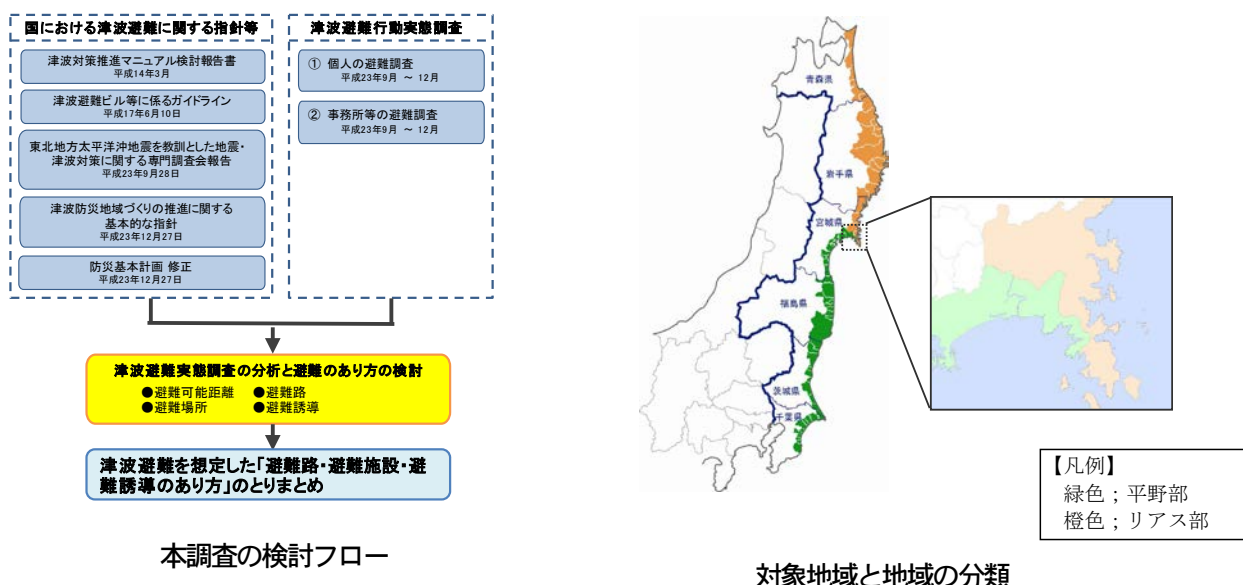 国における津波避難に関する指針等
津波対策推進マニュアル検討報告書
平成14年3月
津波避難ビル等に係るガイドライン
平成17年6月10日
東北地方太平洋沖地震を教訓とした地震・
津波対策に関する専門調査会報告
平成23年9月28日
津波防災地域づくりの推進に関する
基本的な指針
平成23年12月27日
防災基本計画 修正
平成23年12月27日
津波避難行動実態調査
① 個人の避難調査
平成23年9月 ～ 12月
② 事務所等の避難調査
平成23年9月 ～ 12月
津波避難実態調査の分析と避難のあり方の検討
●避難可能距離 ●避難路
●避難場所 ●避難誘導
津波避難を想定した「避難路・避難施設・避
難誘導のあり方」のとりまとめ
本調査の検討フロー
青森県
岩手県
宮城県
福島県
茨城県
千葉県
【凡例】
緑色；平野部
橙色；リアス部
対象地域と地域の分類